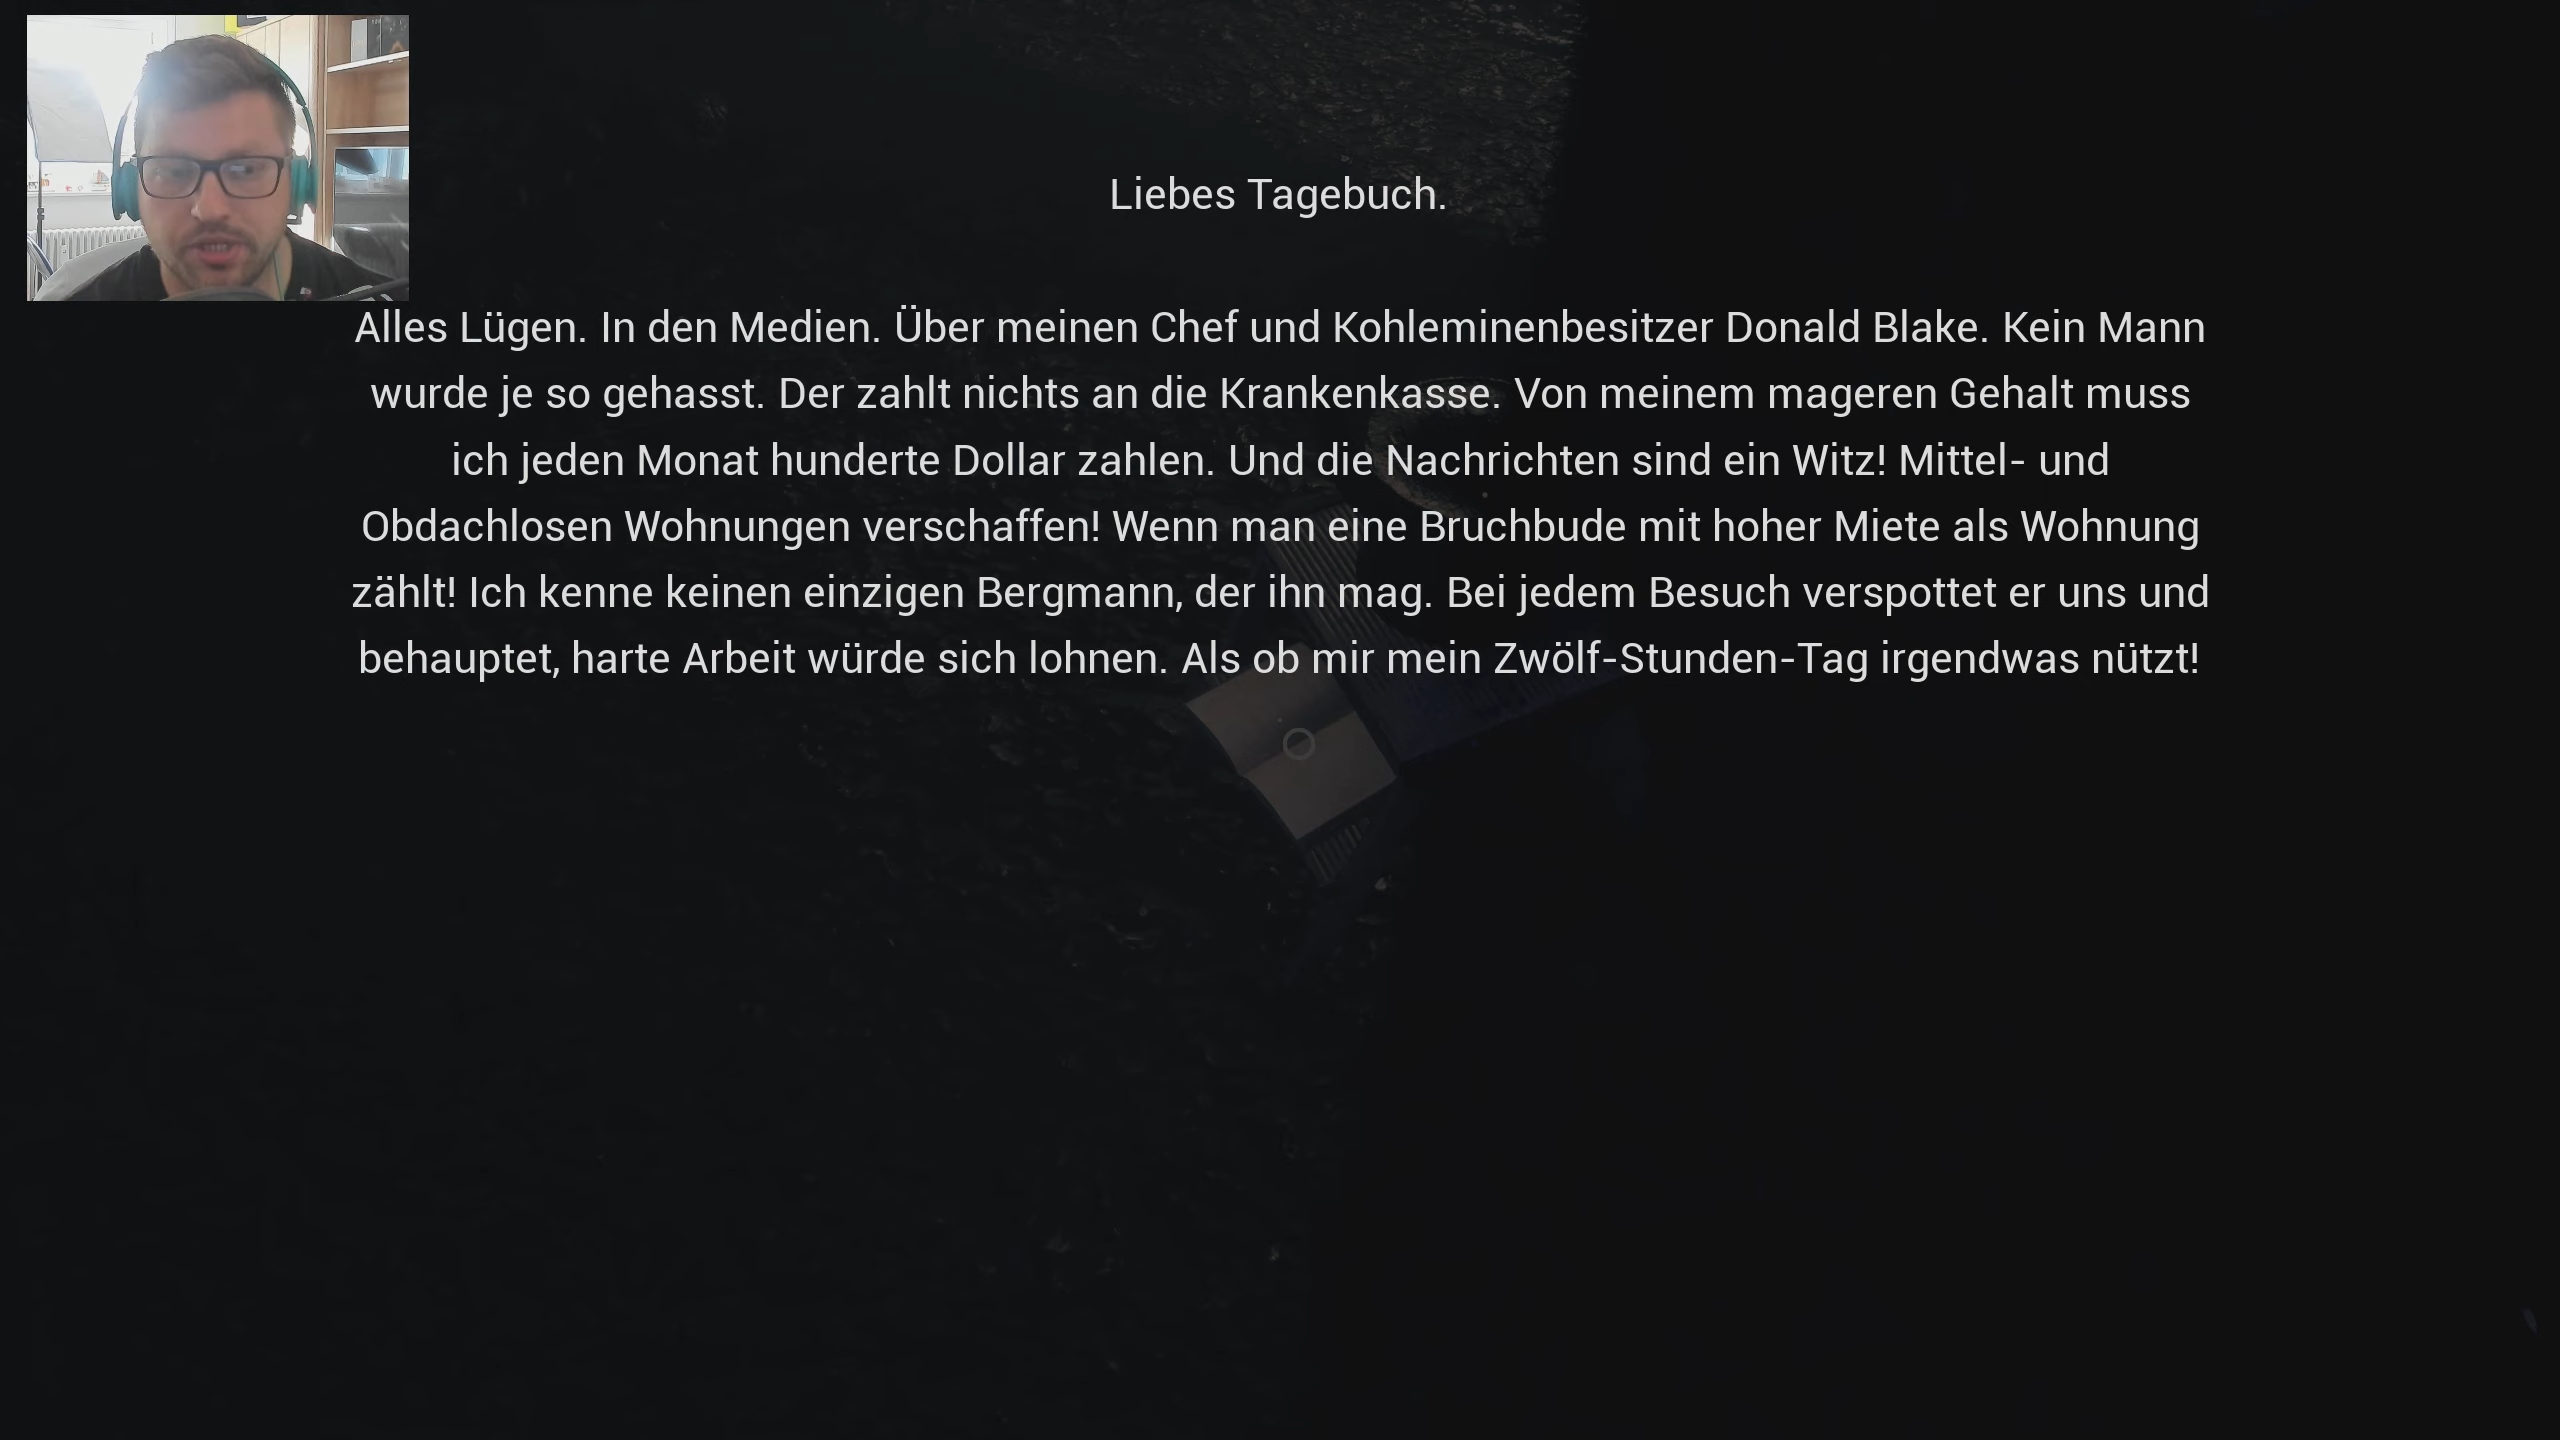 Liebes Tagebuch.
Alles Lügen. In den Medien. Über meinen Chef und Kohleminenbesitzer Donald Blake. Kein Mann
wurde je so gehasst. Der zahlt nichts an die Krankenkasse. Von meinem mageren Gehalt muss
ich jeden Monat hunderte Dollar zahlen. Und die Nachrichten sind ein Witz! Mittel- und
Obdachlosen Wohnungen verschaffen! Wenn man eine Bruchbude mit hoher Miete als Wohnung
zählt! Ich kenne keinen einzigen Bergmann, der ihn mag. Bei jedem Besuch verspottet er uns und
behauptet, harte Arbeit würde sich lohnen. Als ob mir mein Zwölf-Stunden-Tag irgendwas nützt!